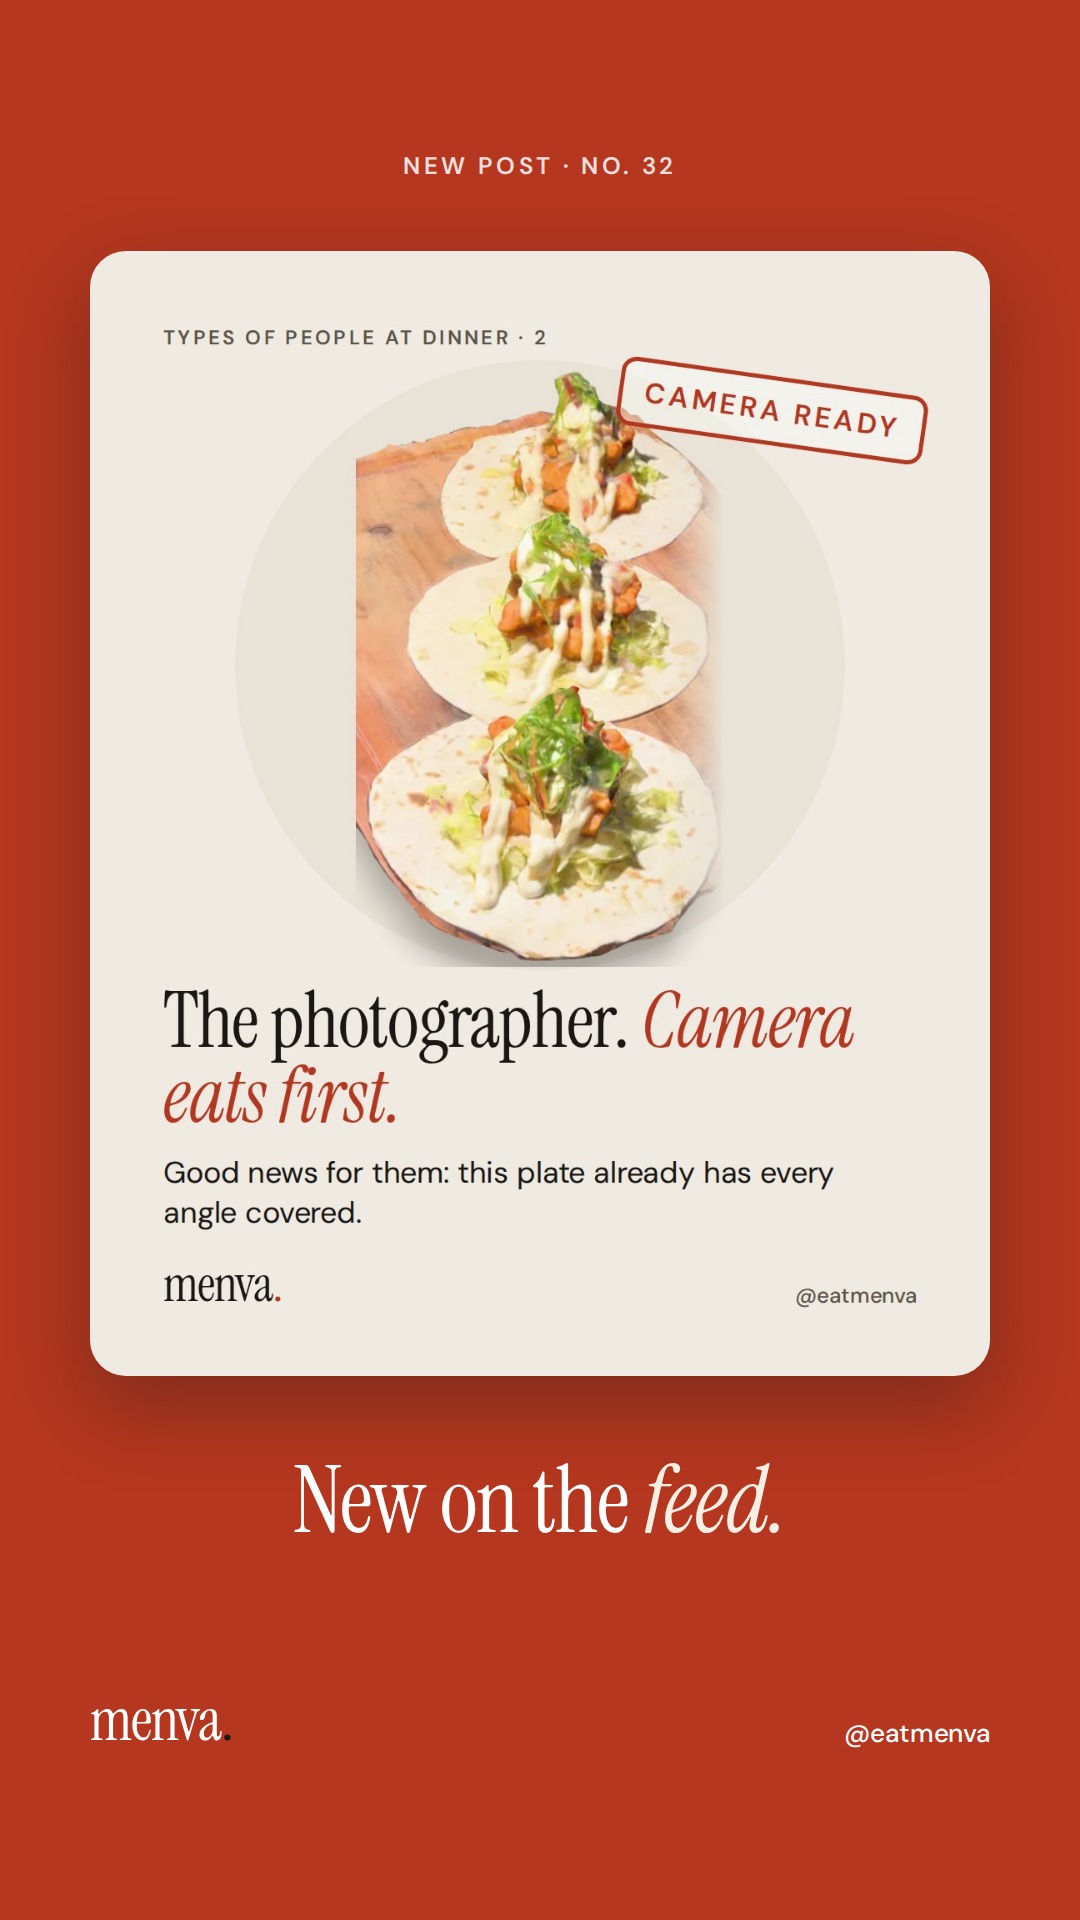 NEW POST · NO. 32
TYPES OF PEOPLE AT DINNER · 2
CAMERA READY
The photographer. Camera
eats first.
Good news for them: this plate already has every
angle covered.
menva.
@eatmenva
New on the feed.
menva.
@eatmenva